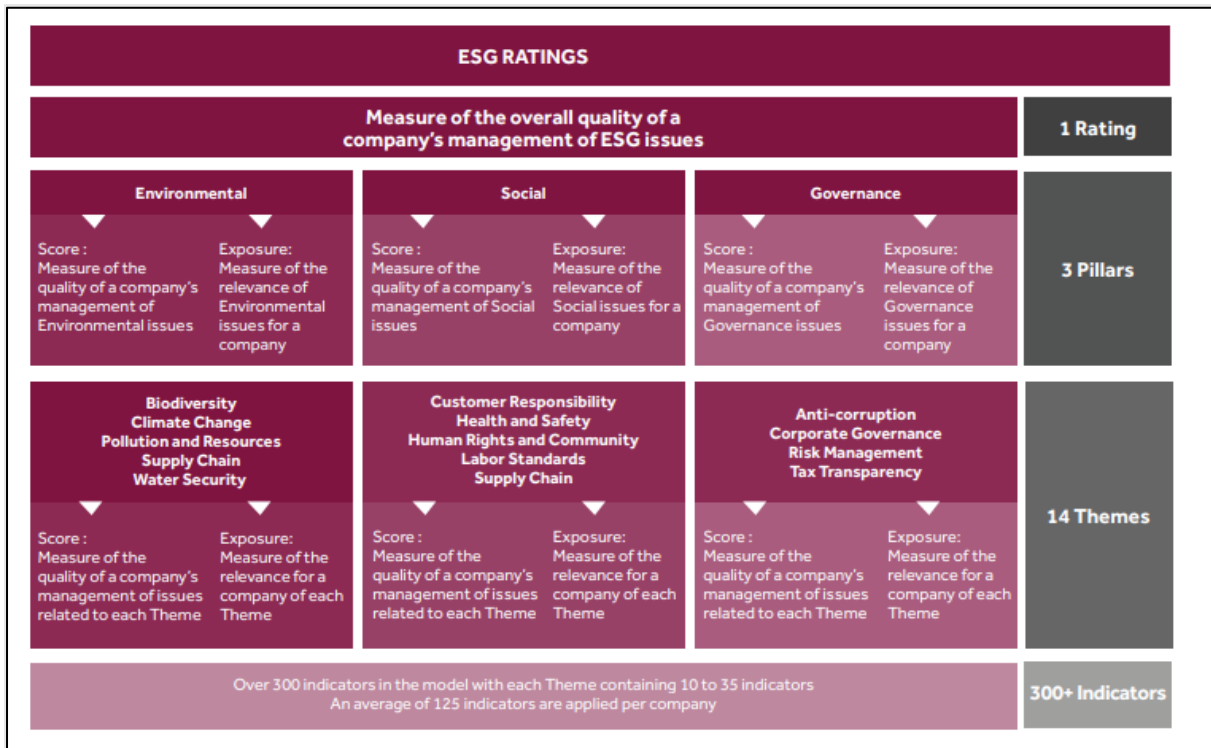 ESG RATINGS
Measure of the overall quality of a
company's management of ESG issues
1 Rating
Environmental
Score :
Measure of the
quality of a company's
management of
Environmental issues
Exposure:
Measure of the
relevance of
Environmental
issues for a
company
Social
Score :
Measure of the
quality of a company's
management of Social
issues
Exposure:
Measure of the
relevance of
Social issues for a
company
Governance
Score :
Measure of the
quality of a company's
management of
Governance issues
Exposure:
Measure of the
relevance of
Governance
issues for a
company
3 Pillars
Biodiversity
Climate Change
Pollution and Resources
Supply Chain
Water Security
Score :
Measure of the
quality of a company's
management of issues
related to each Theme
Exposure:
Measure of the
relevance for a
company of each
Theme
Customer Responsibility
Health and Safety
Human Rights and Community
Labor Standards
Supply Chain
Score :
Measure of the
quality of a company's
management of issues
related to each Theme
Exposure:
Measure of the
relevance for a
company of each
Theme
Anti-corruption
Corporate Governance
Risk Management
Tax Transparency
Score :
Measure of the
quality of a company's
management of issues
related to each Theme
Exposure:
Measure of the
relevance for a
company of each
Theme
14 Themes
Over 300 indicators in the model with each Theme containing 10 to 35 indicators
An average of 125 indicators are applied per company
300+ Indicators